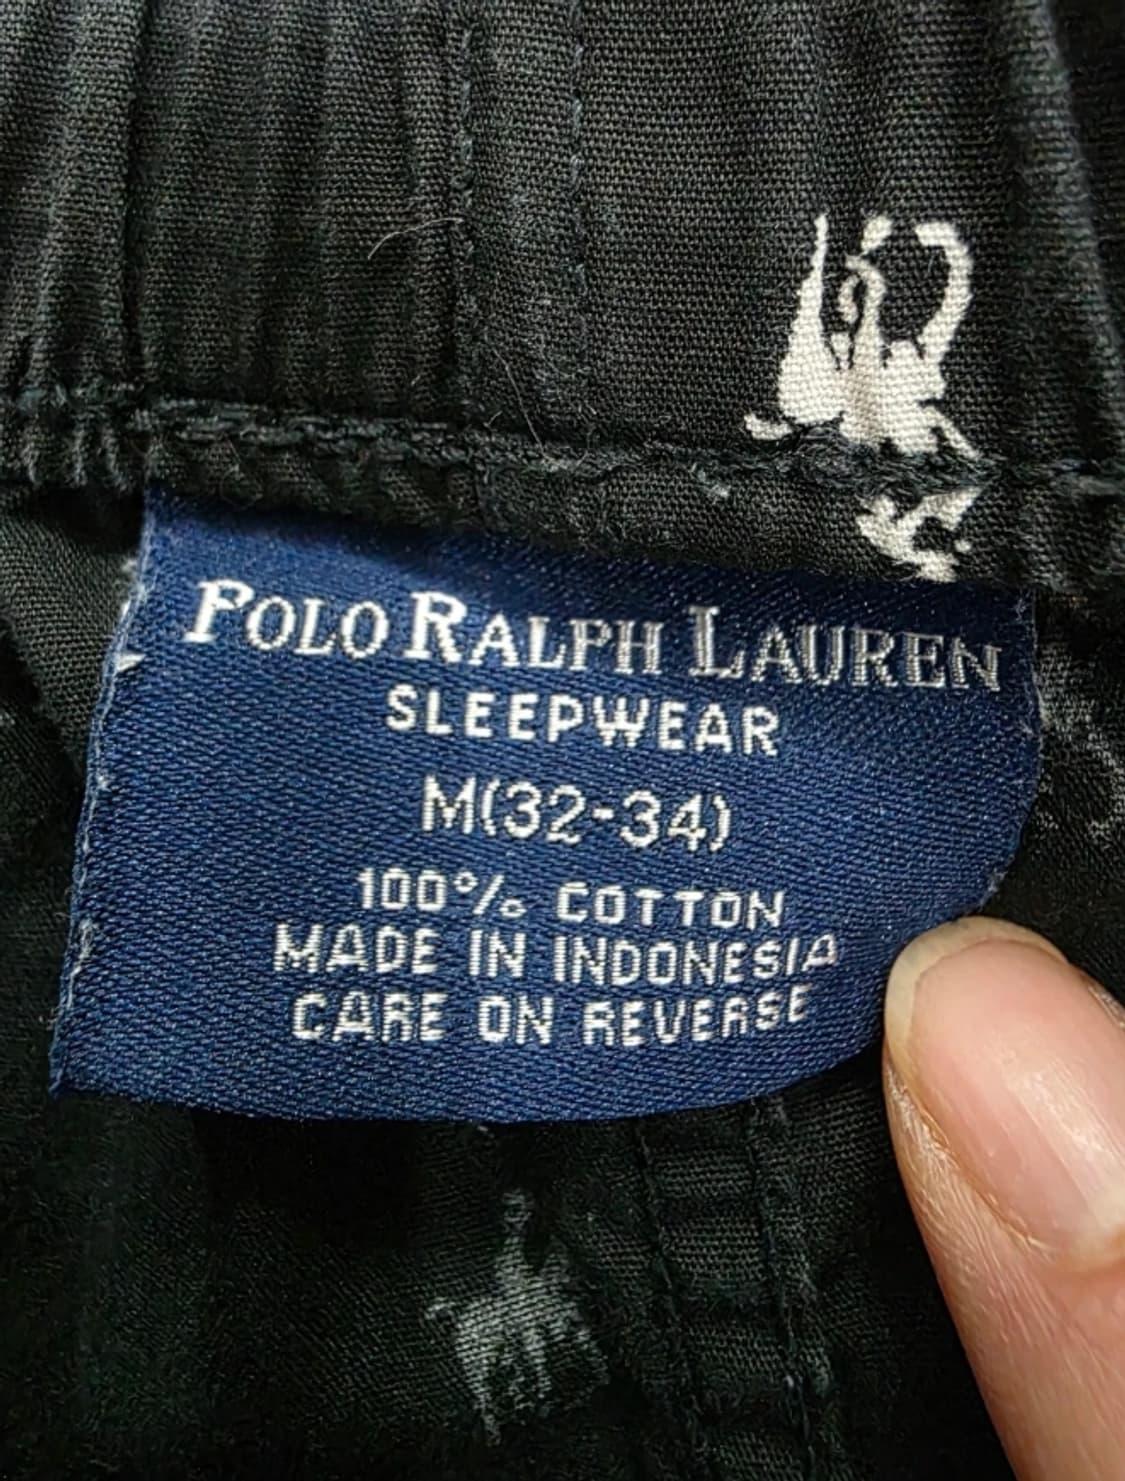 POLO RALPH LAUREN
SLEEPWEAR
M(32-34)
100% COTTON
MADE IN INDONESIA
CARE ON REVERSE